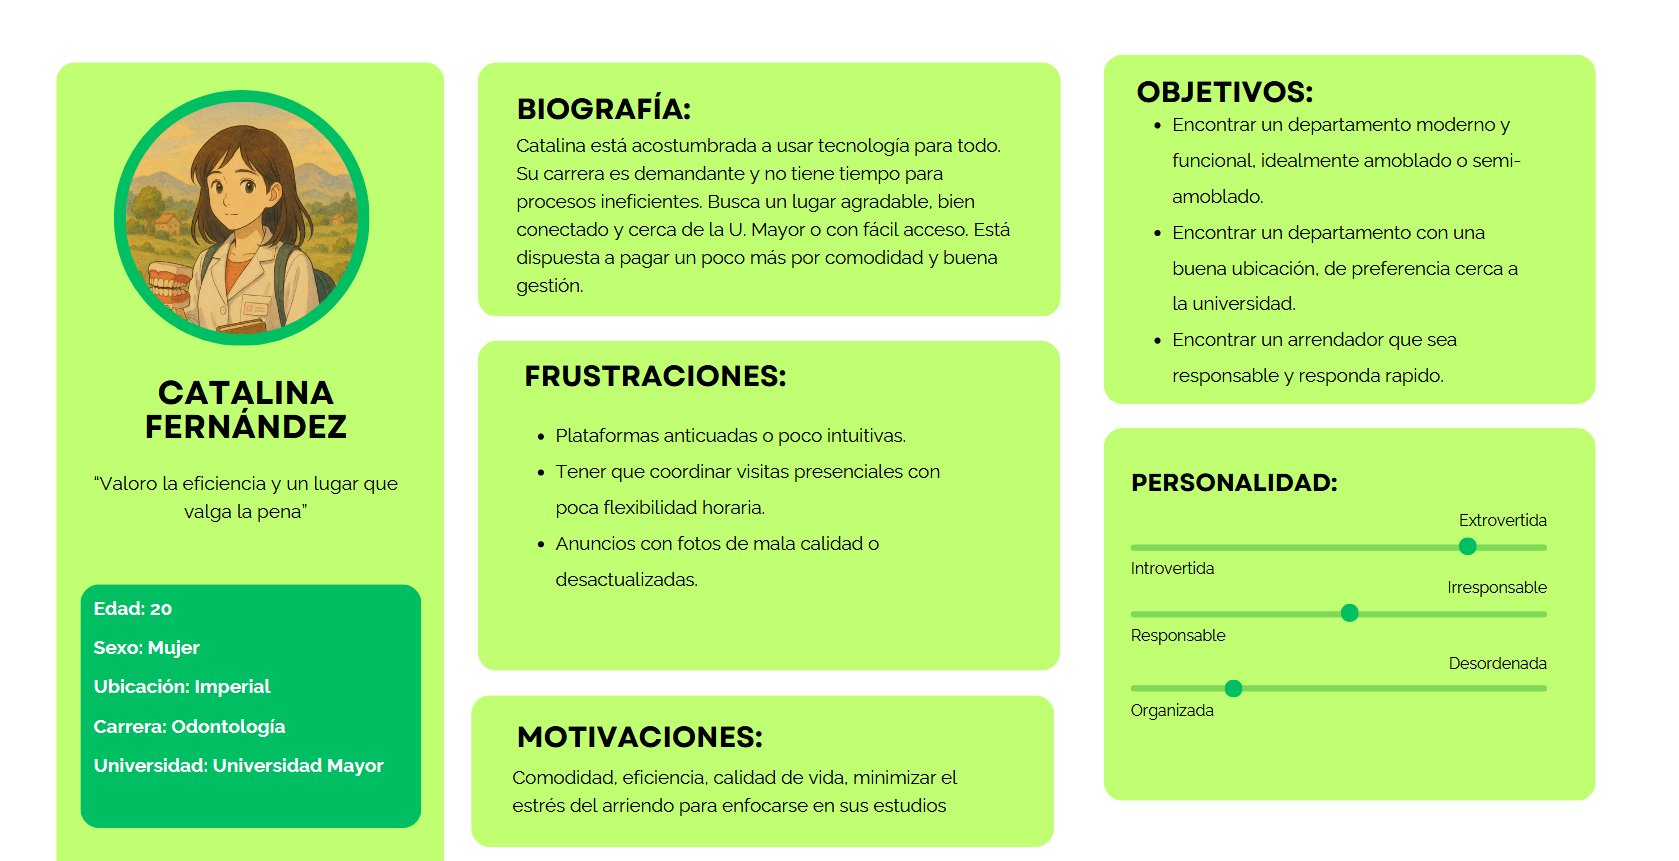 CATALINA
FERNÁNDEZ
“Valoro la eficiencia y un lugar que
valga la pena”
Edad: 20
Sexo: Mujer
Ubicación: Imperial
Carrera: Odontología
Universidad: Universidad Mayor
BIOGRAFÍA:
Catalina está acostumbrada a usar tecnología para todo.
Su carrera es demandante y no tiene tiempo para
procesos ineficientes. Busca un lugar agradable, bien
conectado y cerca de la U. Mayor o con fácil acceso. Está
dispuesta a pagar un poco más por comodidad y buena
gestión.
FRUSTRACIONES:
• Plataformas anticuadas o poco intuitivas.
• Tener que coordinar visitas presenciales con
poca flexibilidad horaria.
• Anuncios con fotos de mala calidad o
desactualizadas.
MOTIVACIONES:
Comodidad, eficiencia, calidad de vida, minimizar el
estrés del arriendo para enfocarse en sus estudios
OBJETIVOS:
• Encontrar un departamento moderno y
funcional, idealmente amoblado o semi-
amoblado.
• Encontrar un departamento con una
buena ubicación, de preferencia cerca a
la universidad.
• Encontrar un arrendador que sea
responsable y responda rapido.
PERSONALIDAD:
Extrovertida
Introvertida
Irresponsable
Responsable
Desordenada
Organizada